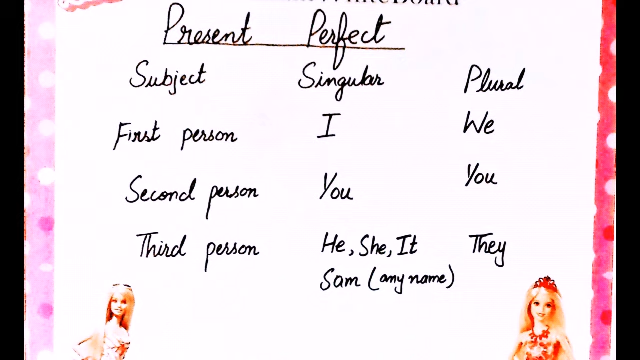 Present Perfect
Subject Singular Plural
First person I We
Second person You You
Third person He, She, It They
Sam (any name)